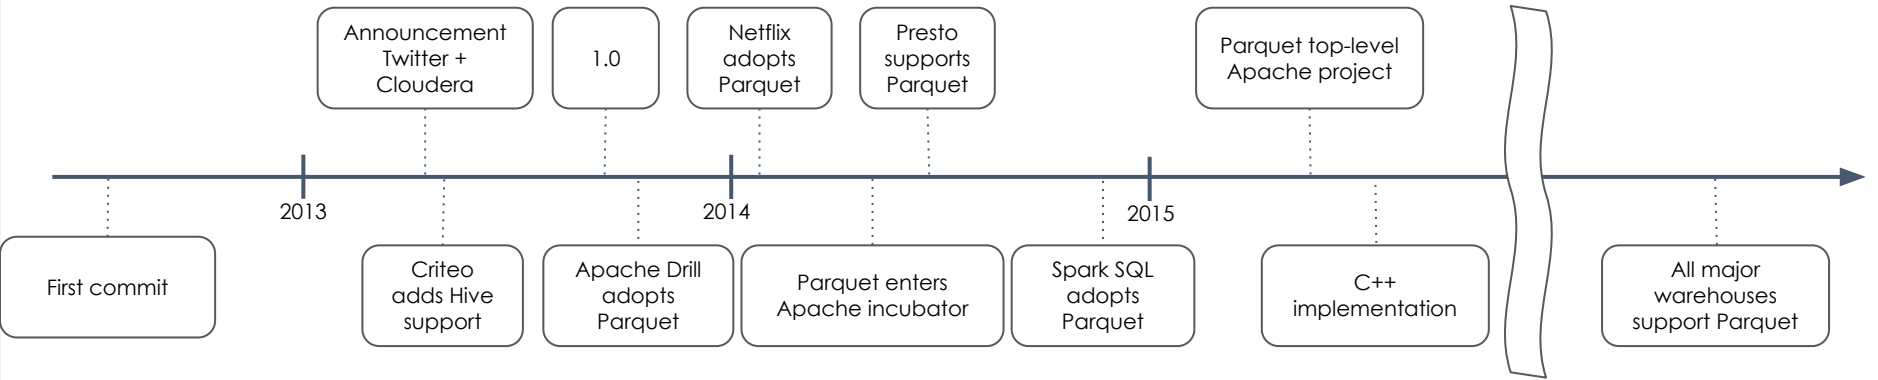 Announcement
Twitter +
Cloudera
1.0
Netflix
adopts
Parquet
Presto
supports
Parquet
Parquet top-level
Apache project
2013
2014
2015
First commit
Criteo
adds Hive
support
Apache Drill
adopts
Parquet
Parquet enters
Apache incubator
Spark SQL
adopts
Parquet
C++
implementation
All major
warehouses
support Parquet